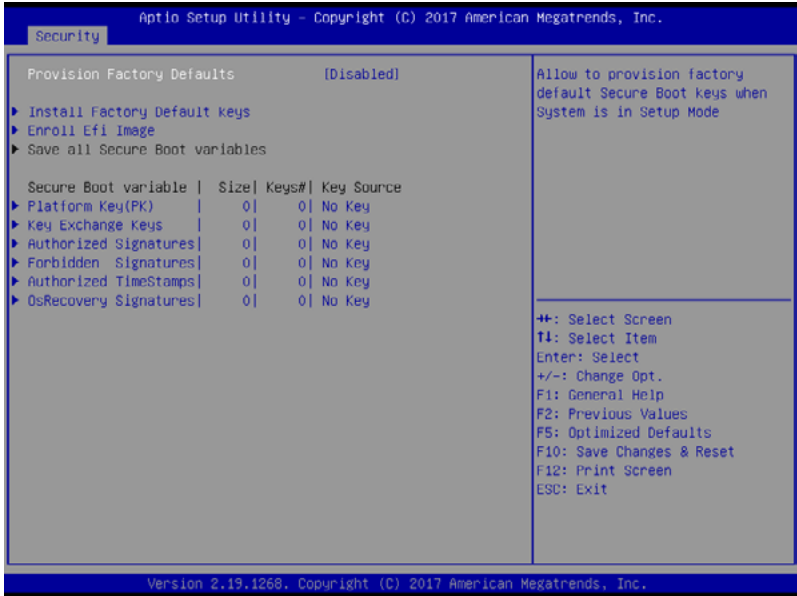 Aptio Setup Utility – Copyright (C) 2017 American Megatrends, Inc.
Security
Provision Factory Defaults [Disabled]
Install Factory Default keys
Enroll Efi Image
Save all Secure Boot variables
Secure Boot variable | Size| Keys#| Key Source
Platform Key(PK) | 0| 0| No Key
Key Exchange Keys | 0| 0| No Key
Authorized Signatures| 0| 0| No Key
Forbidden Signatures| 0| 0| No Key
Authorized TimeStamps| 0| 0| No Key
OsRecovery Signatures| 0| 0| No Key
Allow to provision factory
default Secure Boot keys when
System is in Setup Mode
→←: Select Screen
↑↓: Select Item
Enter: Select
+/-: Change Opt.
F1: General Help
F2: Previous Values
F5: Optimized Defaults
F10: Save Changes & Reset
F12: Print Screen
ESC: Exit
Version 2.19.1268. Copyright (C) 2017 American Megatrends, Inc.